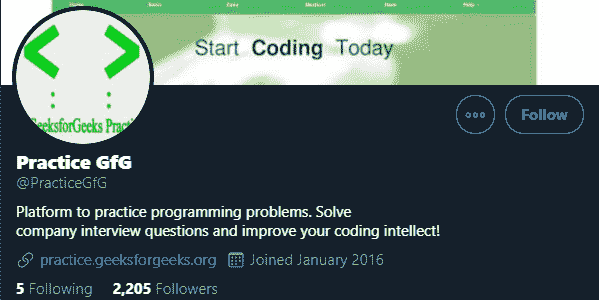 Start Coding Today
GeeksforGeeks Practi
Follow
Practice GfG
@PracticeGfG
Platform to practice programming problems. Solve
company interview questions and improve your coding intellect!
practice.geeksforgeeks.org Joined January 2016
5 Following 2,205 Followers